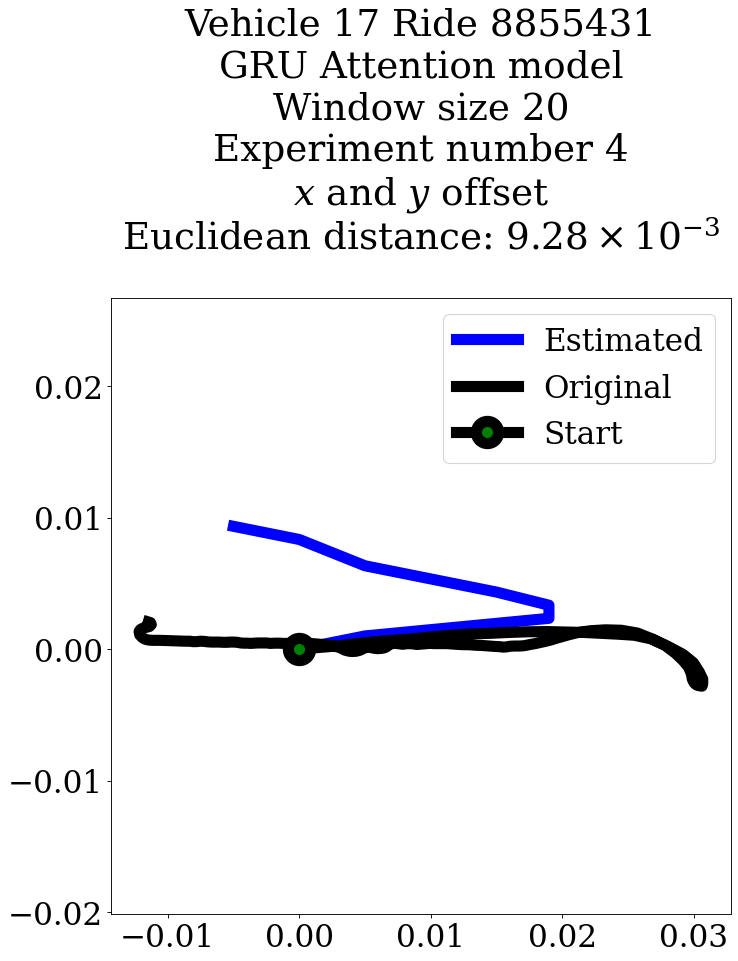 Vehicle 17 Ride 8855431
GRU Attention model
Window size 20
Experiment number 4
x and y offset
Euclidean distance: 9.28 × 10⁻³
Estimated
Original
Start
0.02
0.01
0.00
−0.01
−0.02
−0.01 0.00 0.01 0.02 0.03